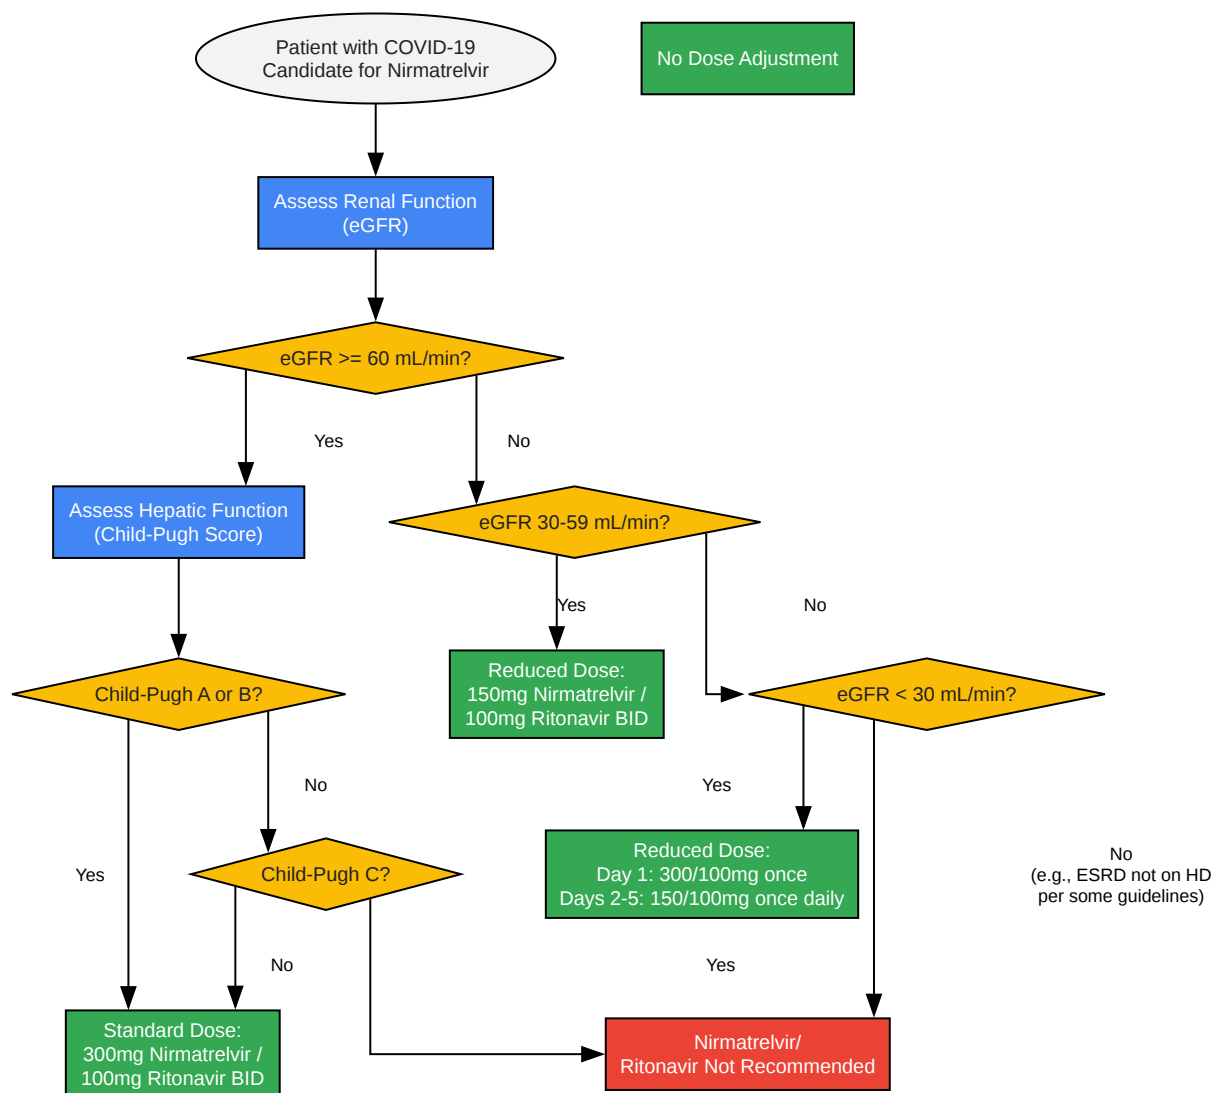 Patient with COVID-19
Candidate for Nirmatrelvir
No Dose Adjustment
Assess Renal Function
(eGFR)
eGFR >= 60 mL/min?
Yes
No
Assess Hepatic Function
(Child-Pugh Score)
eGFR 30-59 mL/min?
Yes
No
Child-Pugh A or B?
Reduced Dose:
150mg Nirmatrelvir /
100mg Ritonavir BID
eGFR < 30 mL/min?
No
Yes
Yes
Child-Pugh C?
Reduced Dose:
Day 1: 300/100mg once
Days 2-5: 150/100mg once daily
No
(e.g., ESRD not on HD
per some guidelines)
No
Yes
Standard Dose:
300mg Nirmatrelvir /
100mg Ritonavir BID
Nirmatrelvir/
Ritonavir Not Recommended